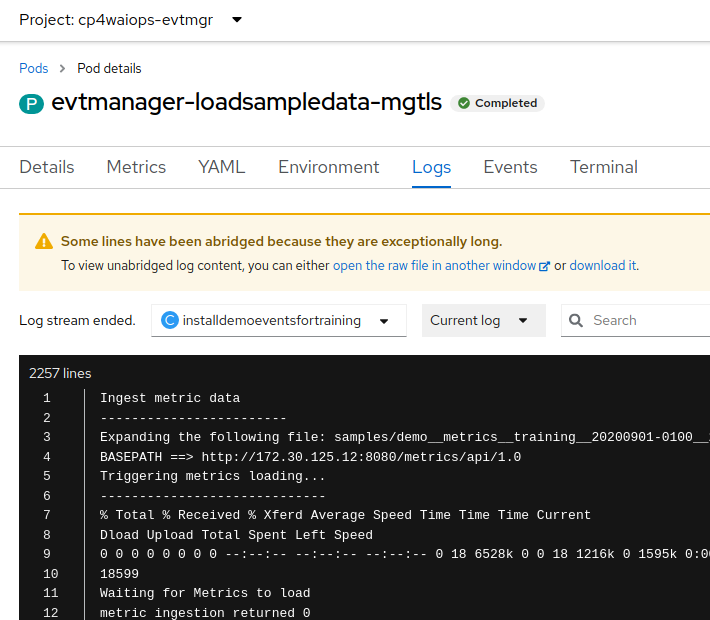 Project: cp4waiops-evtmgr
Pods > Pod details
P evtmanager-loadsampledata-mgtls Completed
Details Metrics YAML Environment Logs Events Terminal
Some lines have been abridged because they are exceptionally long.
To view unabridged log content, you can either open the raw file in another window or download it.
Log stream ended. C installdemoeventsfortraining Current log Search
2257 lines
1 Ingest metric data
2 ------------------------
3 Expanding the following file: samples/demo__metrics__training__20200901-0100__
4 BASEPATH ==> http://172.30.125.12:8080/metrics/api/1.0
5 Triggering metrics loading...
6 -----------------------------
7 % Total % Received % Xferd Average Speed Time Time Time Current
8 Dload Upload Total Spent Left Speed
9 0 0 0 0 0 0 0 0 --:--:-- --:--:-- --:--:-- 0 18 6528k 0 0 18 1216k 0 1595k 0:0
10 18599
11 Waiting for Metrics to load
12 metric ingestion returned 0